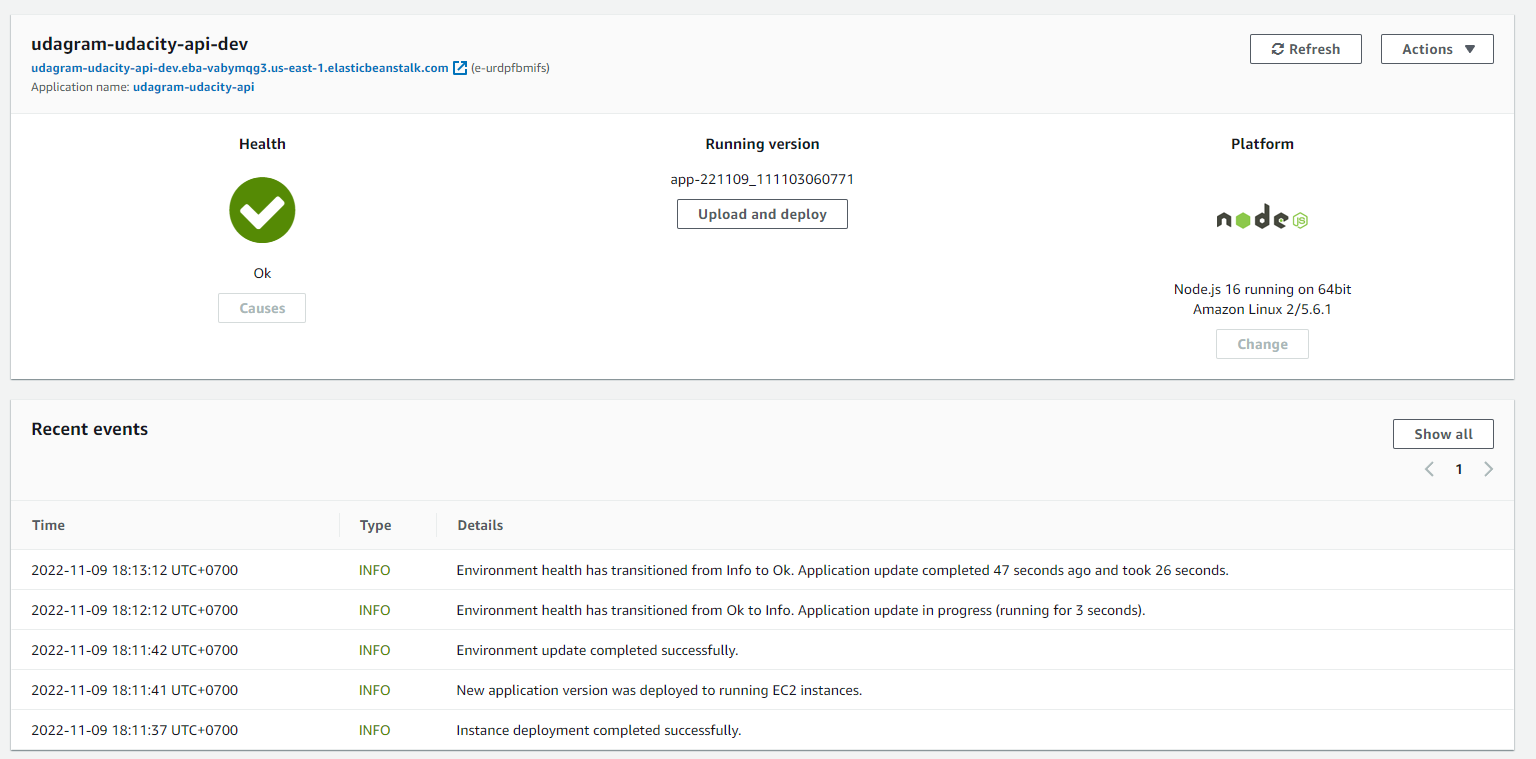 udagram-udacity-api-dev
udagram-udacity-api-dev.eba-vabymqg3.us-east-1.elasticbeanstalk.com (e-urdpfbmifs)
Application name: udagram-udacity-api
Refresh
Actions
Health
Ok
Causes
Running version
app-221109_111103060771
Upload and deploy
Platform
node JS
Node.js 16 running on 64bit
Amazon Linux 2/5.6.1
Change
Recent events
Show all
1
Time Type Details
2022-11-09 18:13:12 UTC+0700 INFO Environment health has transitioned from Info to Ok. Application update completed 47 seconds ago and took 26 seconds.
2022-11-09 18:12:12 UTC+0700 INFO Environment health has transitioned from Ok to Info. Application update in progress (running for 3 seconds).
2022-11-09 18:11:42 UTC+0700 INFO Environment update completed successfully.
2022-11-09 18:11:41 UTC+0700 INFO New application version was deployed to running EC2 instances.
2022-11-09 18:11:37 UTC+0700 INFO Instance deployment completed successfully.